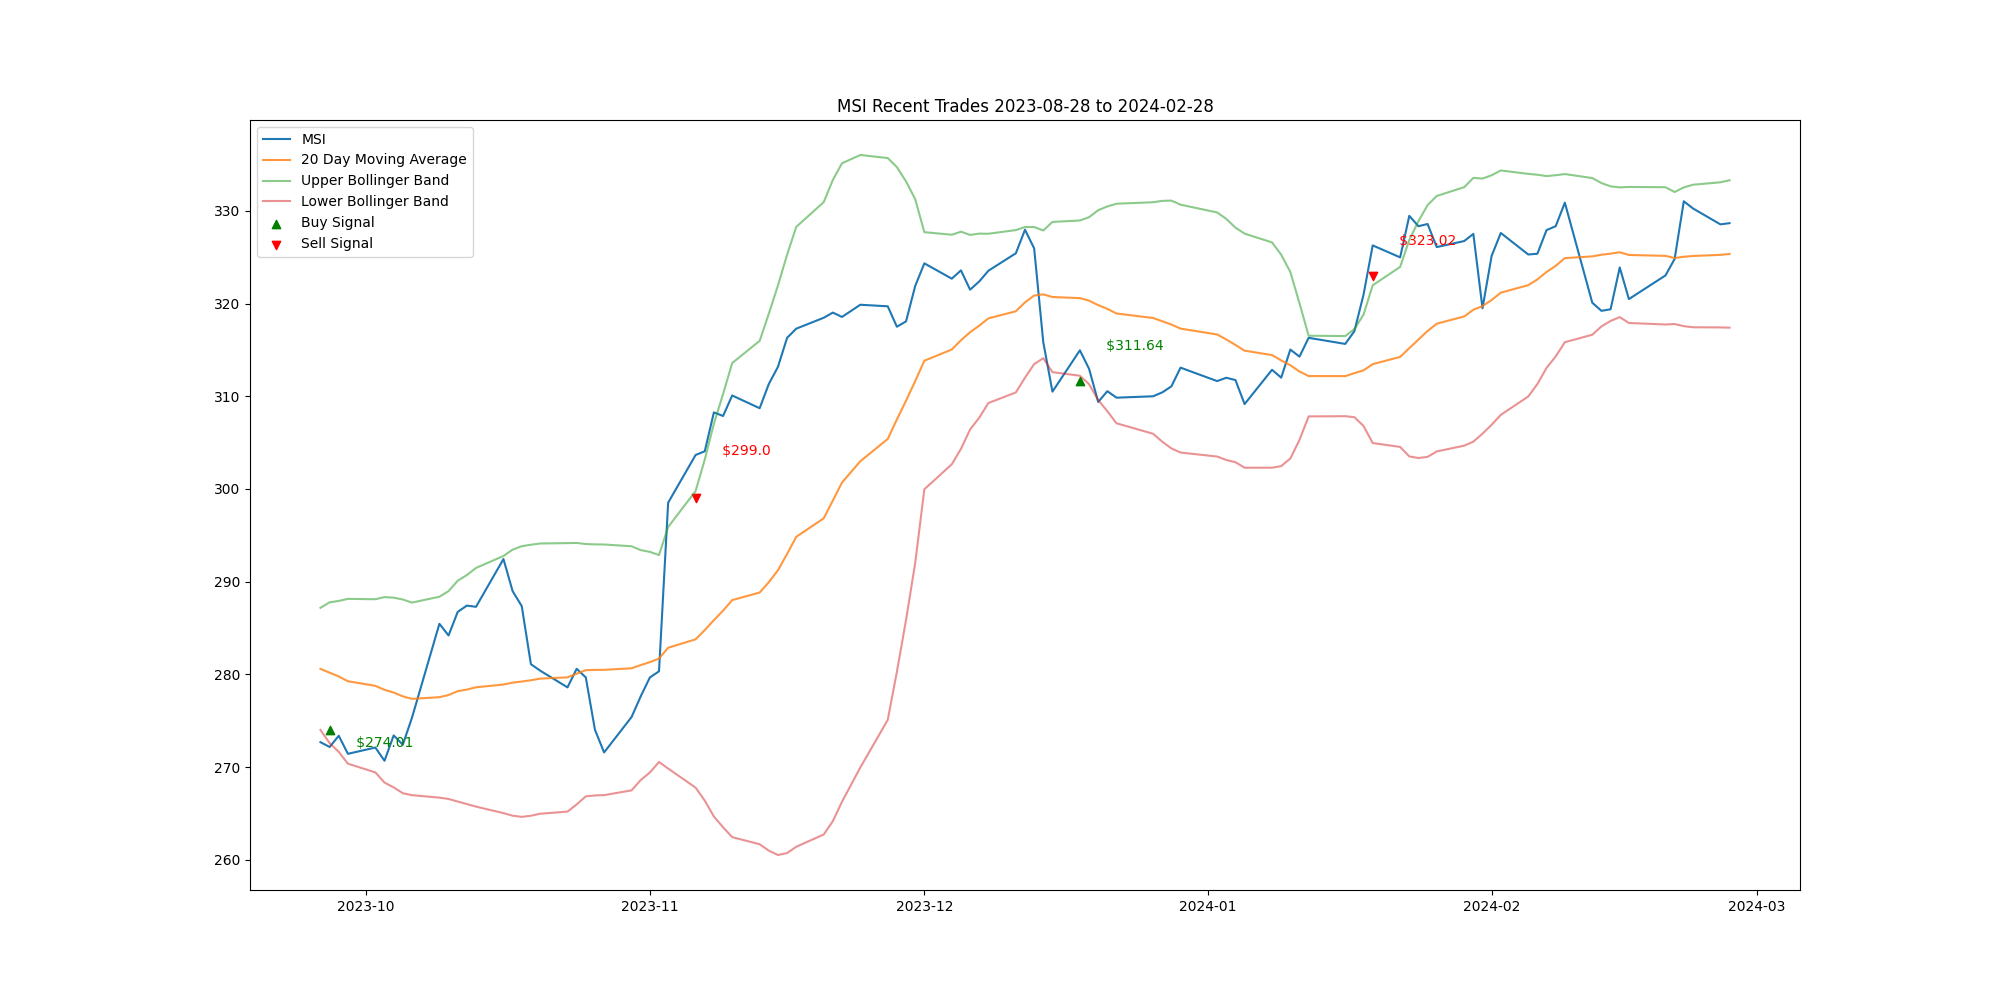 MSI Recent Trades 2023-08-28 to 2024-02-28
MSI
20 Day Moving Average
Upper Bollinger Band
Lower Bollinger Band
Buy Signal
Sell Signal
330
320
310
300
290
280
270
260
$323.02
$311.64
$299.0
$274.01
2023-10
2023-11
2023-12
2024-01
2024-02
2024-03